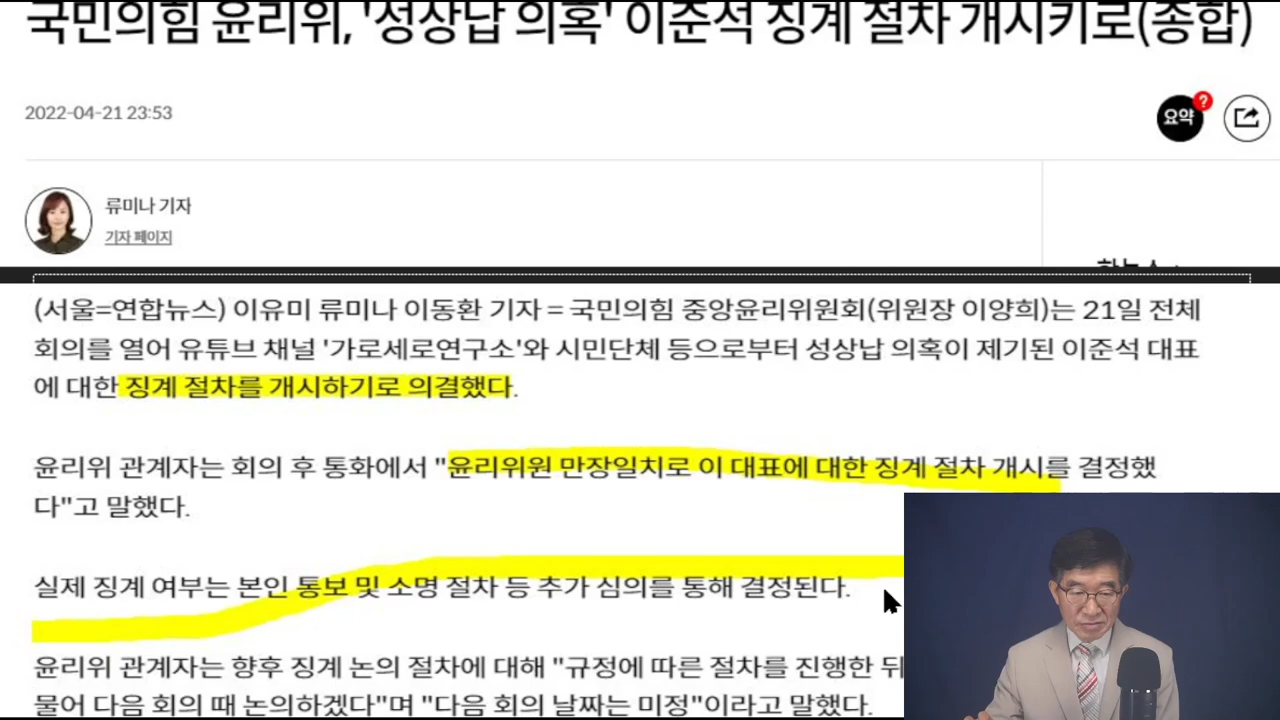 국민의힘 윤리위, '성상납 의혹' 이준석 징계 절차 개시키로(종합)
2022-04-21 23:53
요약
?
류미나 기자
기자 페이지
(서울=연합뉴스) 이유미 류미나 이동환 기자 = 국민의힘 중앙윤리위원회(위원장 이양희)는 21일 전체
회의를 열어 유튜브 채널 '가로세로연구소'와 시민단체 등으로부터 성상납 의혹이 제기된 이준석 대표
에 대한 징계 절차를 개시하기로 의결했다.
윤리위 관계자는 회의 후 통화에서 "윤리위원 만장일치로 이 대표에 대한 징계 절차 개시를 결정했
다"고 말했다.
실제 징계 여부는 본인 통보 및 소명 절차 등 추가 심의를 통해 결정된다.
윤리위 관계자는 향후 징계 논의 절차에 대해 "규정에 따른 절차를 진행한 뒤
물어 다음 회의 때 논의하겠다"며 "다음 회의 날짜는 미정"이라고 말했다.